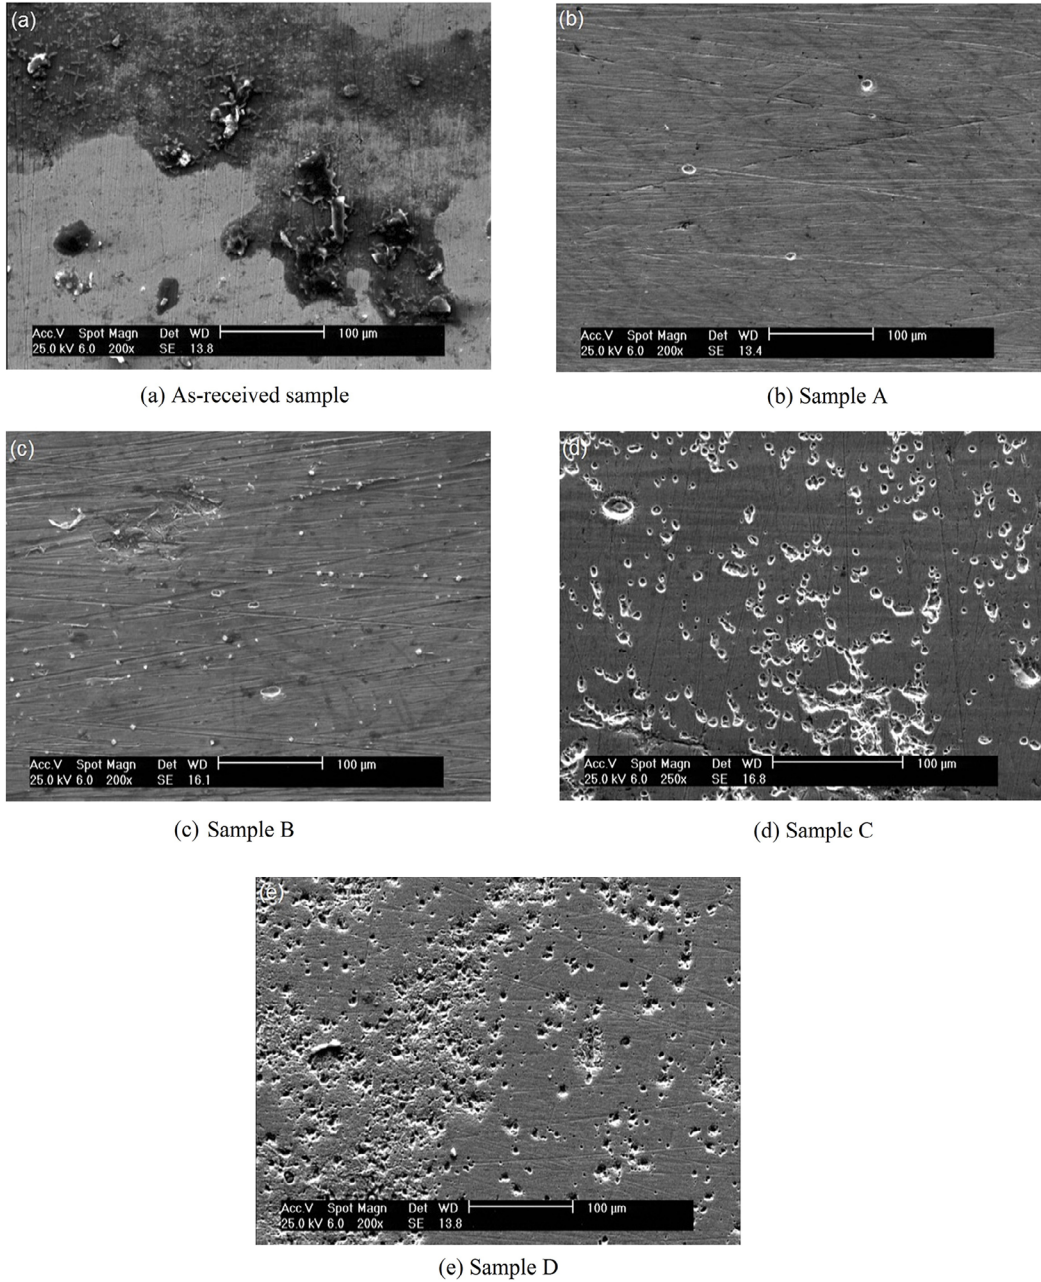 (a)
Acc.V Spot Magn Det WD 100 µm
25.0 kV 6.0 200x SE 13.8
(a) As-received sample
(b)
Acc.V Spot Magn Det WD 100 µm
25.0 kV 6.0 200x SE 13.4
(b) Sample A
(c)
Acc.V Spot Magn Det WD 100 µm
25.0 kV 6.0 200x SE 16.1
(c) Sample B
(d)
Acc.V Spot Magn Det WD 100 µm
25.0 kV 6.0 250x SE 16.8
(d) Sample C
(e)
Acc.V Spot Magn Det WD 100 µm
25.0 kV 6.0 200x SE 13.8
(e) Sample D